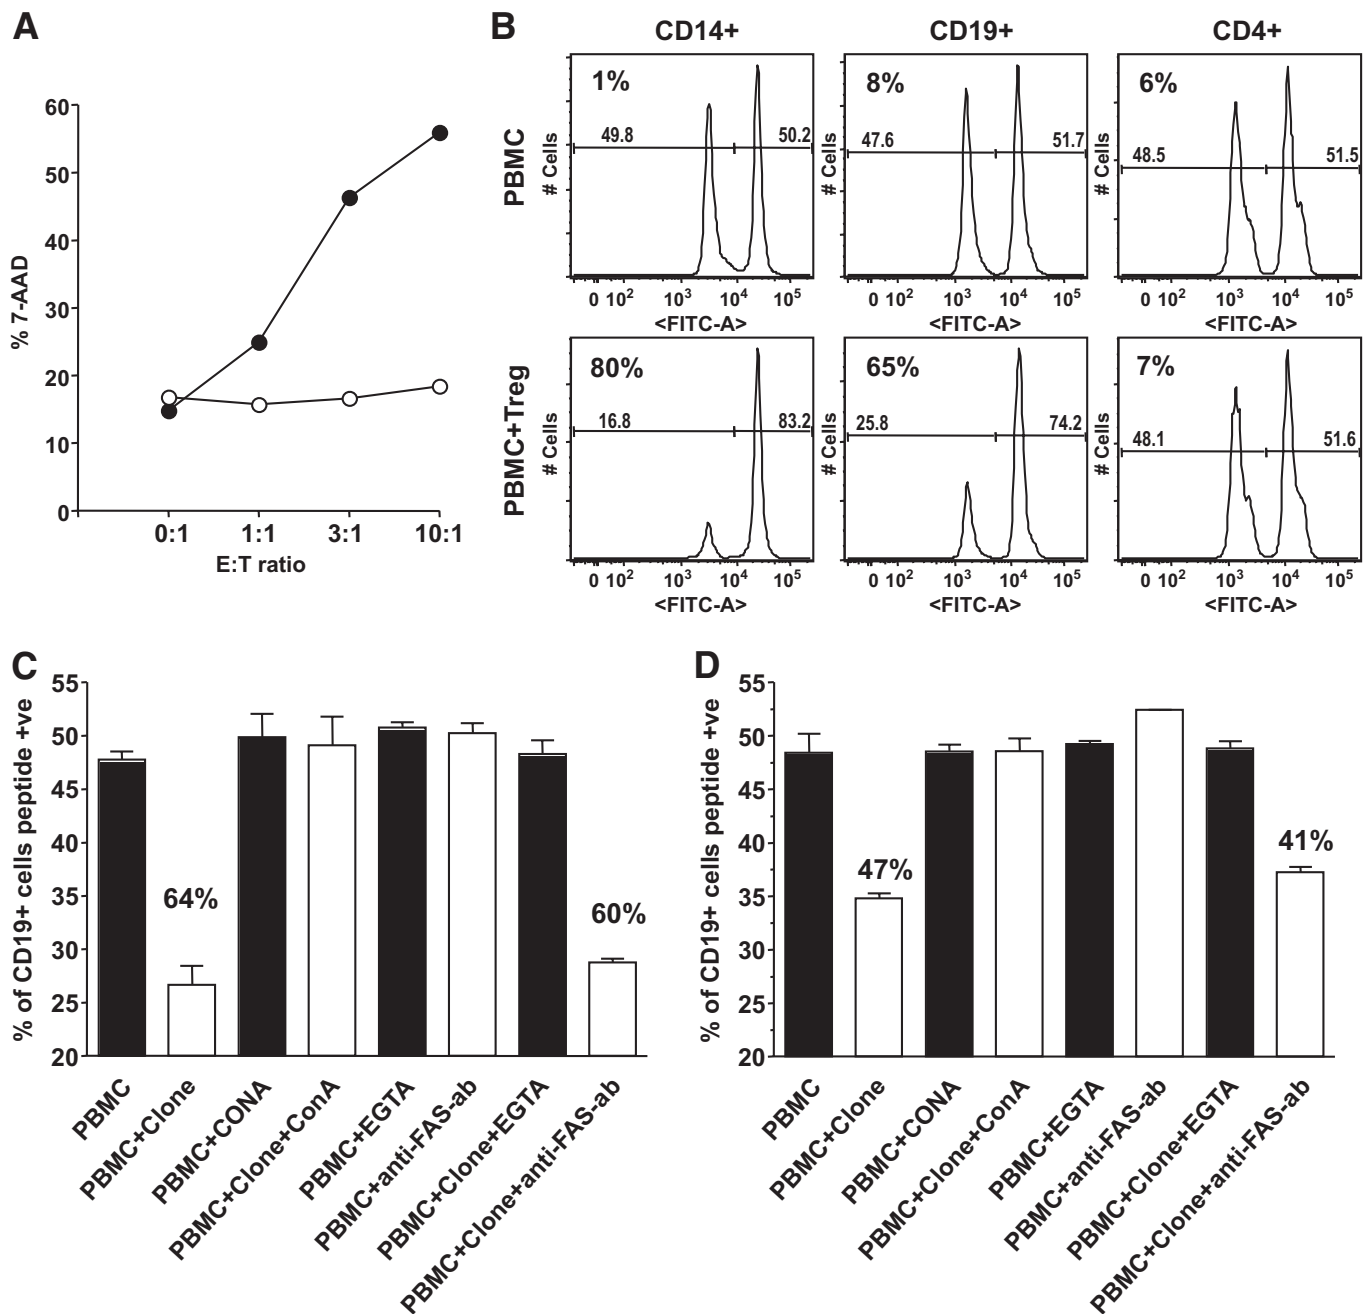 A
60
50
40
30
20
10
0
% 7-AAD
0:1 1:1 3:1 10:1
E:T ratio
B
CD14+ CD19+ CD4+
PBMC
# Cells
1%
49.8 50.2
0 10² 10³ 10⁴ 10⁵
<FITC-A>
# Cells
8%
47.6 51.7
0 10² 10³ 10⁴ 10⁵
<FITC-A>
# Cells
6%
48.5 51.5
0 10² 10³ 10⁴ 10⁵
<FITC-A>
PBMC+Treg
# Cells
80%
16.8 83.2
0 10² 10³ 10⁴ 10⁵
<FITC-A>
# Cells
65%
25.8 74.2
0 10² 10³ 10⁴ 10⁵
<FITC-A>
# Cells
7%
48.1 51.6
0 10² 10³ 10⁴ 10⁵
<FITC-A>
C
% of CD19+ cells peptide +ve
55
50
45
40
35
30
25
20
64%
60%
PBMC
PBMC+Clone
PBMC+CONA
PBMC+Clone+ConA
PBMC+EGTA
PBMC+anti-FAS-ab
PBMC+Clone+EGTA
PBMC+Clone+anti-FAS-ab
D
% of CD19+ cells peptide +ve
55
50
45
40
35
30
25
20
47%
41%
PBMC
PBMC+Clone
PBMC+CONA
PBMC+Clone+ConA
PBMC+EGTA
PBMC+anti-FAS-ab
PBMC+Clone+EGTA
PBMC+Clone+anti-FAS-ab